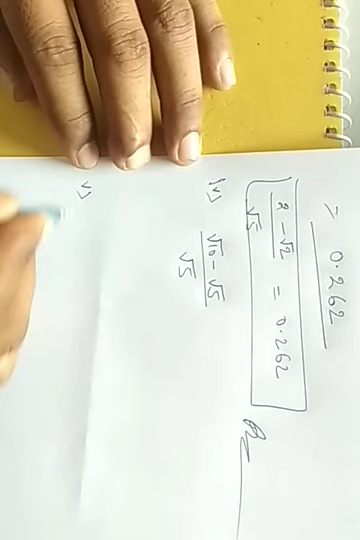 = 0.262
2 - √2 / √5 = 0.262
iv) √10 - √5 / √5
v)